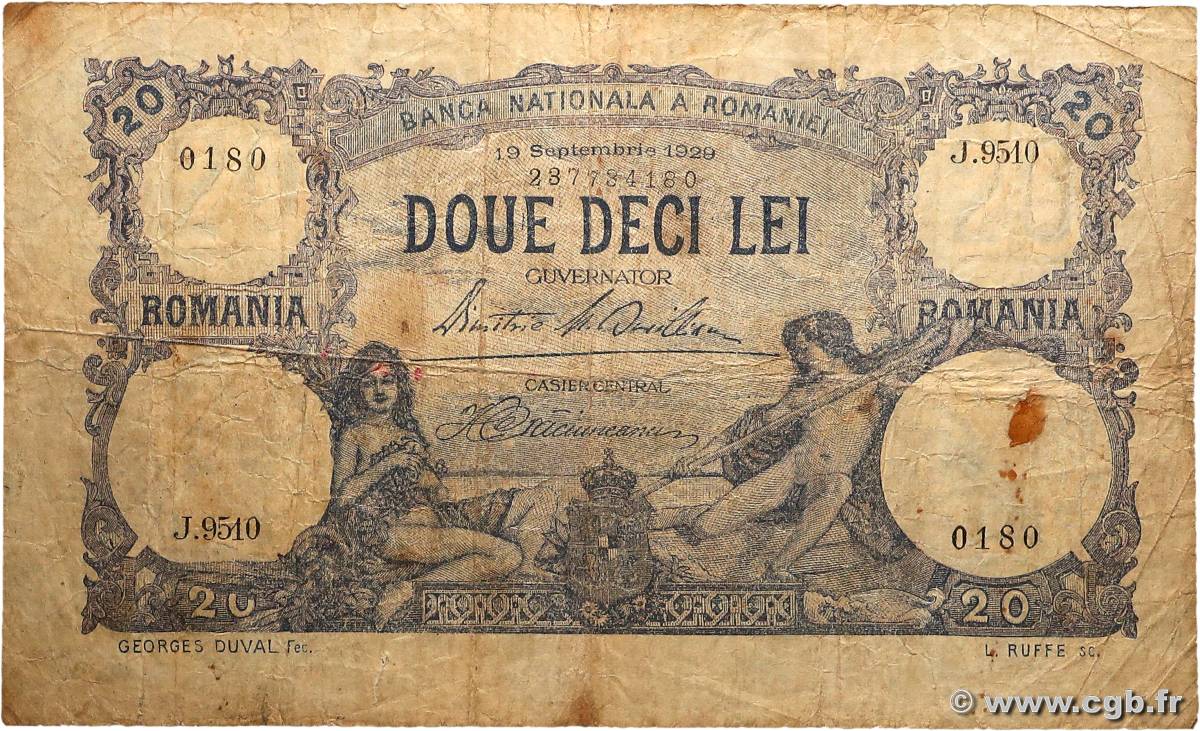 20
20
BANCA NATIONALA A ROMANIEI
0180
19 Septembrie 1929
J.9510
237734180
DOUE DECI LEI
GUVERNATOR
ROMANIA
ROMANIA
CASIER CENTRAL
J.9510
0180
20
20
GEORGES DUVAL fec.
L. RUFFE sc.
© www.cgb.fr